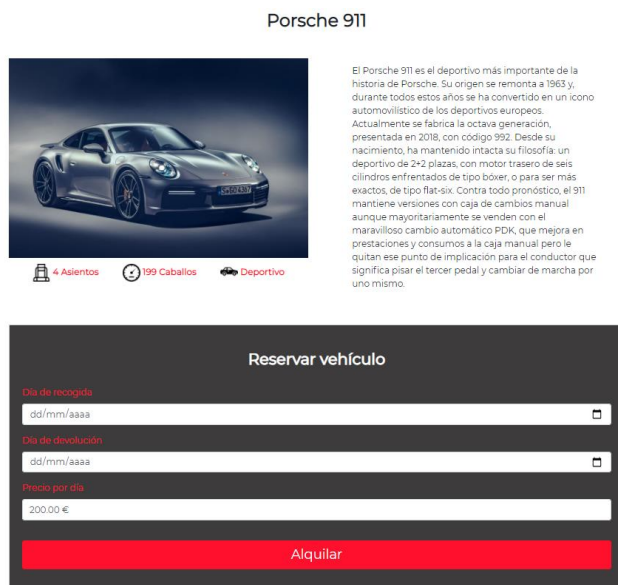 Porsche 911
El Porsche 911 es el deportivo más importante de la
historia de Porsche. Su origen se remonta a 1963 y,
durante todos estos años se ha convertido en un icono
automovilístico de los deportivos europeos.
Actualmente se fabrica la octava generación,
presentada en 2018, con código 992. Desde su
nacimiento, ha mantenido intacta su filosofía: un
deportivo de 2+2 plazas, con motor trasero de seis
cilindros enfrentados de tipo bóxer, o para ser más
exactos, de tipo flat-six. Contra todo pronóstico, el 911
mantiene versiones con caja de cambios manual
aunque mayoritariamente se venden con el
maravilloso cambio automático PDK, que mejora en
prestaciones y consumos a la caja manual pero le
quitan ese punto de implicación para el conductor que
significa pisar el tercer pedal y cambiar de marcha por
uno mismo.
S•GO 4367
4 Asientos 199 Caballos Deportivo
Reservar vehículo
Día de recogida
dd/mm/aaaa
Día de devolución
dd/mm/aaaa
Precio por día
200.00 €
Alquilar